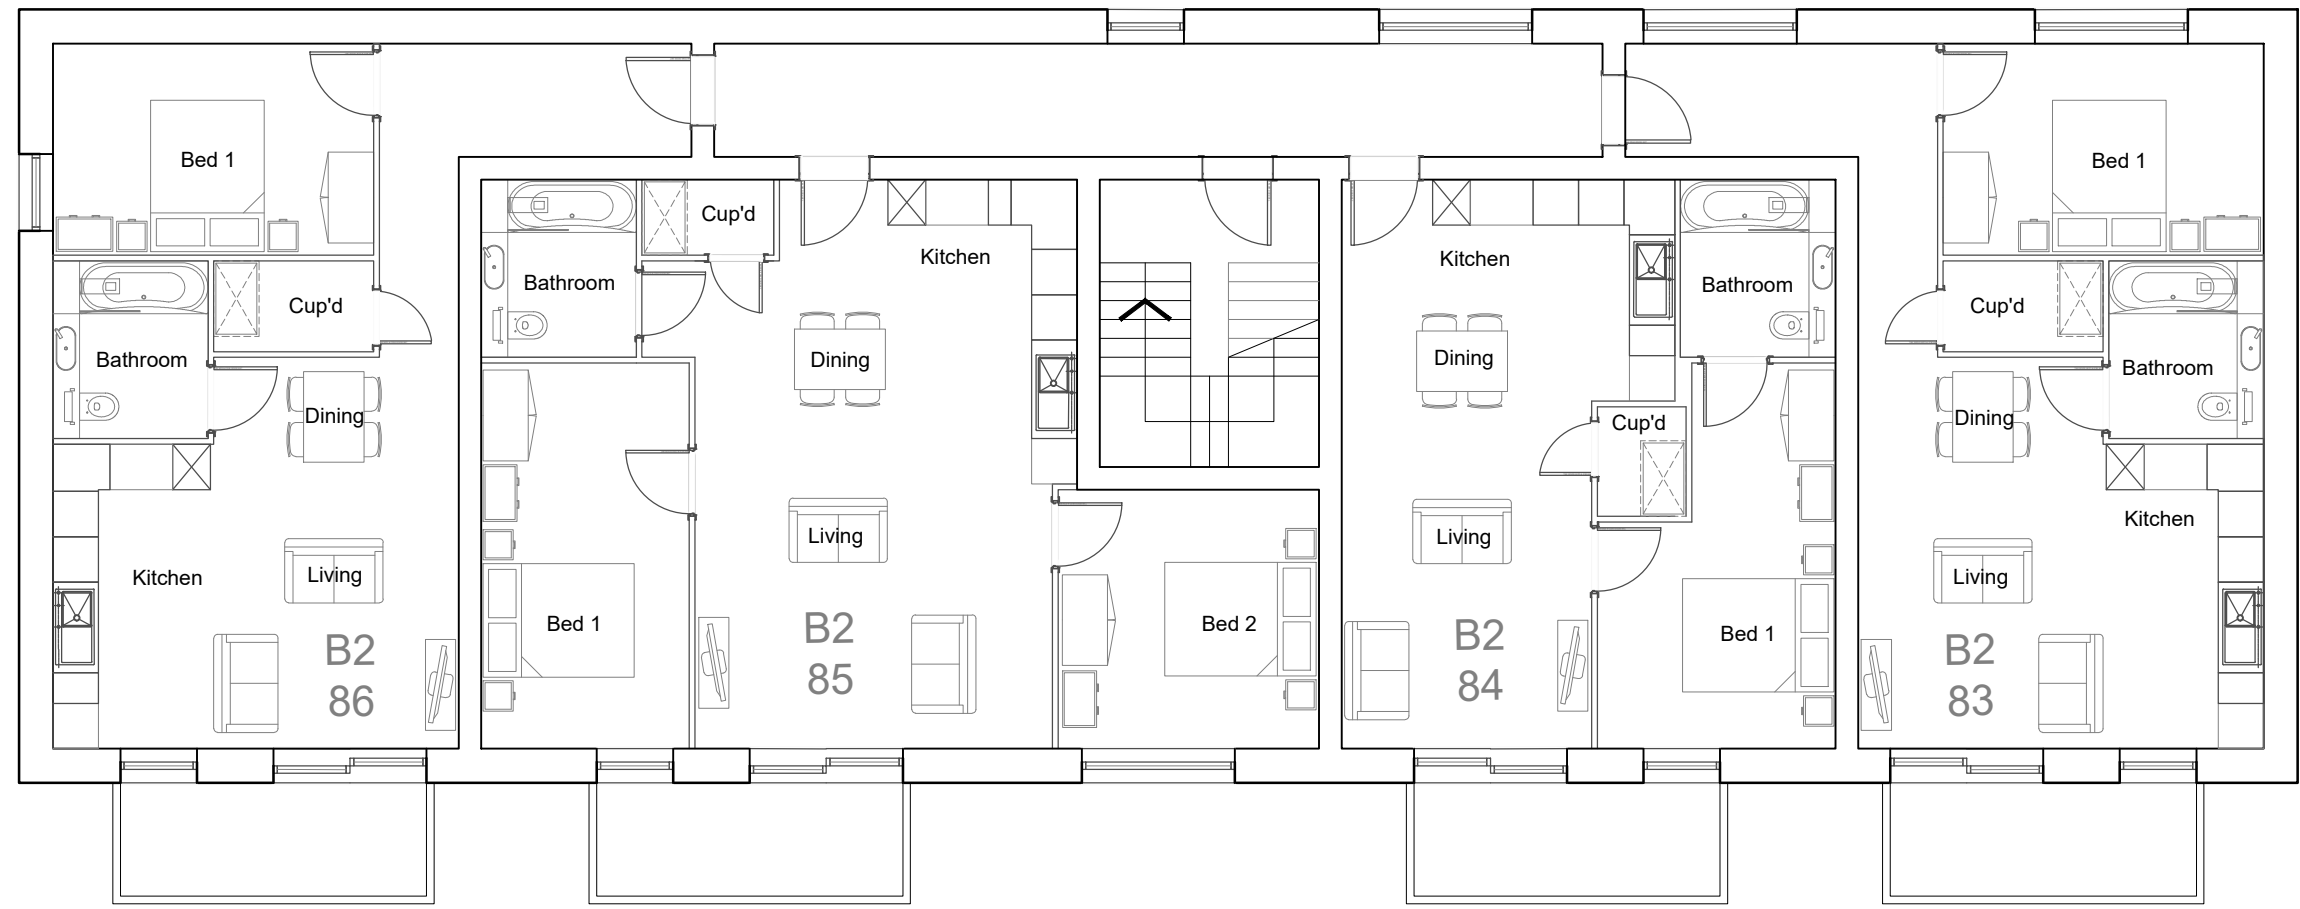 Bed 1
Cup'd
Bathroom
Dining
Kitchen
Living
B2
86
Cup'd
Bathroom
Kitchen
Dining
Living
Bed 1
B2
85
Bed 2
Kitchen
Bathroom
Dining
Cup'd
Living
B2
84
Bed 1
Bed 1
Cup'd
Bathroom
Dining
Kitchen
Living
B2
83